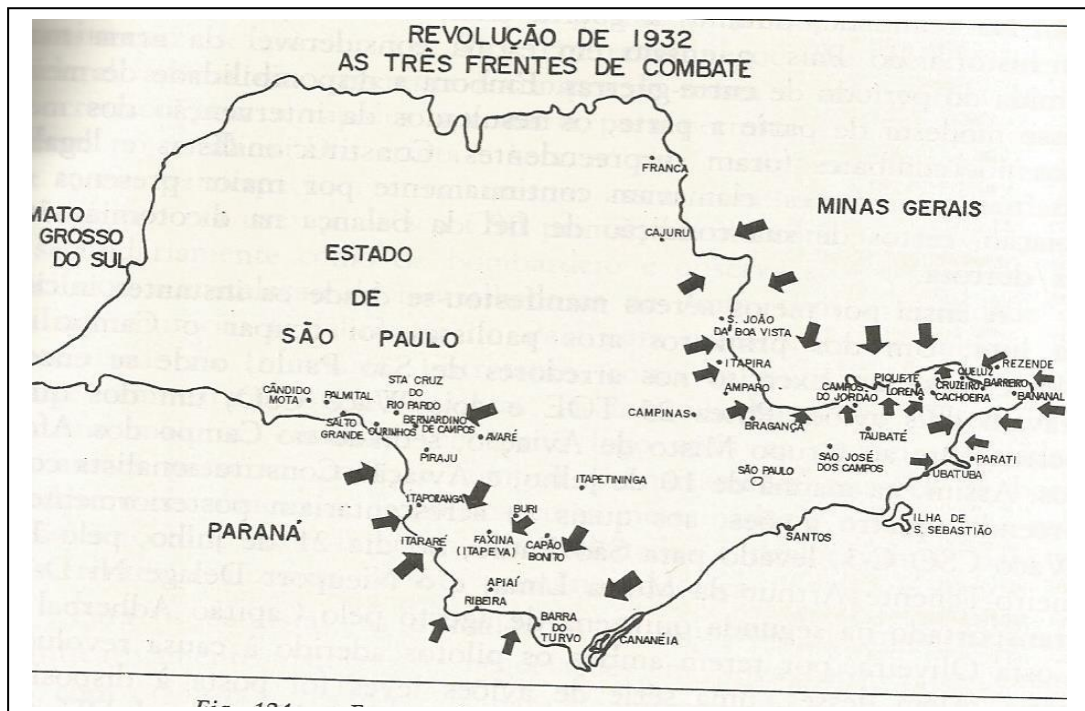 REVOLUÇÃO DE 1932
AS TRÊS FRENTES DE COMBATE
FRANCA
MATO
GROSSO
DO SUL
MINAS GERAIS
CAJURU
ESTADO
DE
SÃO PAULO
S. JOÃO
DA BOA VISTA
ITAPIRA
AMPARO
CAMPINAS
BRAGANÇA
CAMPOS
DO JORDÃO
PIQUETE
LORENA
QUELUZ
CRUZEIRO
CACHOEIRA
REZENDE
BARREIRO
BANANAL
TAUBATÉ
SÃO JOSÉ
DOS CAMPOS
SÃO PAULO
PARATI
UBATUBA
ILHA DE
S. SEBASTIÃO
SANTOS
CÂNDIDO
MOTA
PALMITAL
SALTO
GRANDE
OURINHOS
STA CRUZ
DO
RIO PARDO
BERNARDINO
DE CAMPOS
AVARÉ
PIRAJU
ITAPETININGA
ITAPORANGA
BURI
PARANÁ
ITARARÉ
FAXINA
(ITAPEVA)
CAPÃO
BONITO
APIAÍ
RIBEIRA
BARRA
DO
TURVO
CANANÉIA